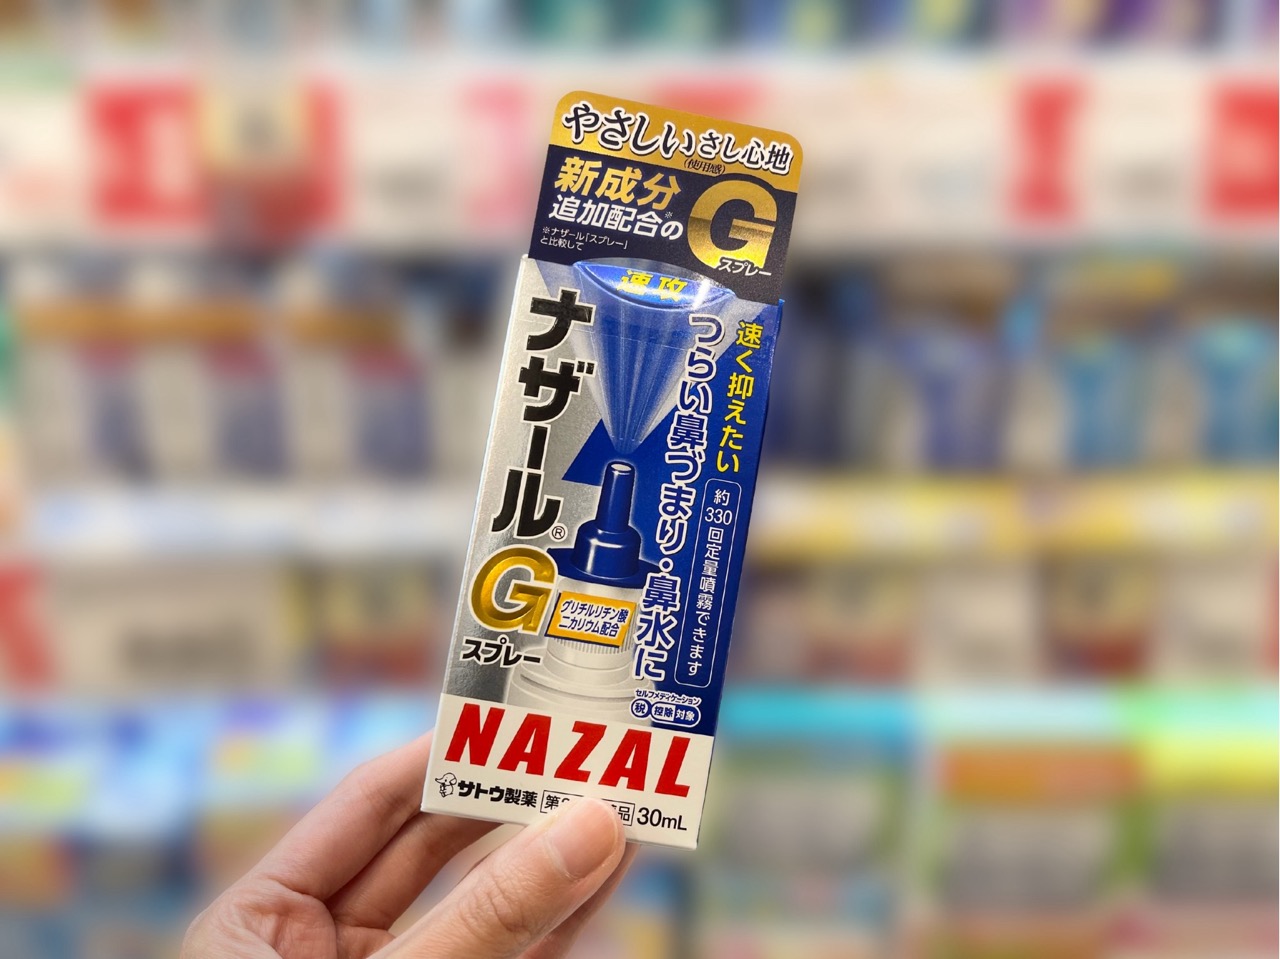 やさしいさし心地
(使用感)
新成分
追加配合の※
※ナザール「スプレー」
と比較して
G
スプレー
速攻
速く抑えたい
つらい鼻づまり・鼻水に
約330回定量噴霧できます
ナザール®
G
スプレー
グリチルリチン酸
二カリウム配合
セルフメディケーション
税 控除 対象
NAZAL
サトウ製薬 第 品 30mL